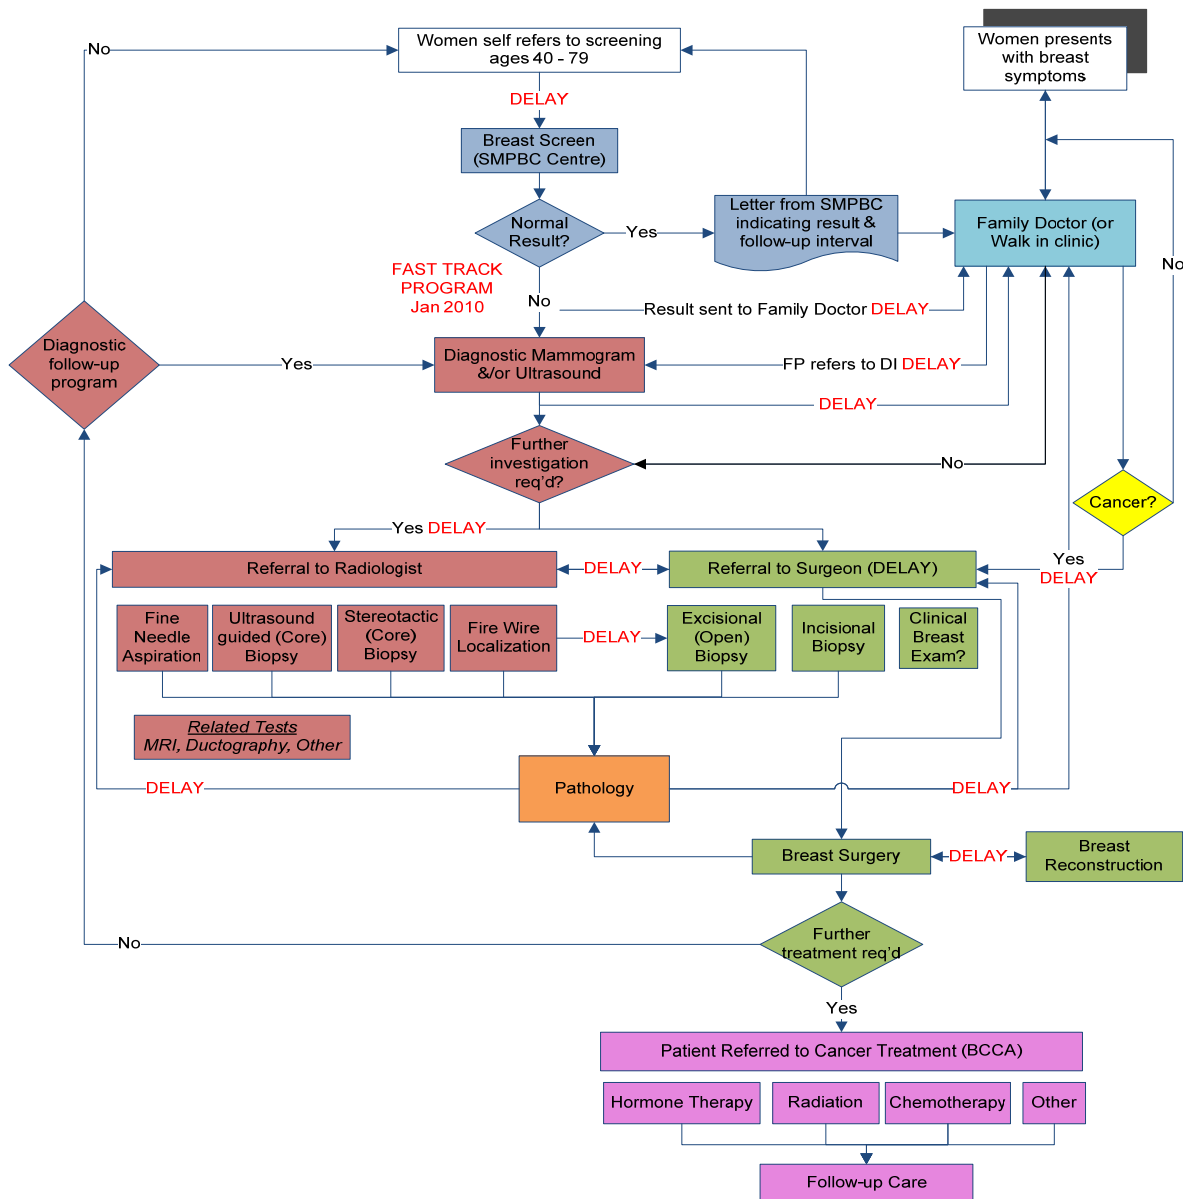 Women self refers to screening
ages 40 - 79
Women presents
with breast
symptoms
No
DELAY
Breast Screen
(SMPBC Centre)
Normal
Result?
Yes
Letter from SMPBC
indicating result &
follow-up interval
Family Doctor (or
Walk in clinic)
No
FAST TRACK
PROGRAM
Jan 2010
No
Result sent to Family Doctor DELAY
Diagnostic
follow-up
program
Yes
Diagnostic Mammogram
&/or Ultrasound
FP refers to DI DELAY
DELAY
Further
investigation
req'd?
No
Cancer?
Yes DELAY
Yes
DELAY
Referral to Radiologist
DELAY
Referral to Surgeon (DELAY)
Fine
Needle
Aspiration
Ultrasound
guided (Core)
Biopsy
Stereotactic
(Core)
Biopsy
Fire Wire
Localization
DELAY
Excisional
(Open)
Biopsy
Incisional
Biopsy
Clinical
Breast
Exam?
Related Tests
MRI, Ductography, Other
DELAY
Pathology
DELAY
Breast Surgery
DELAY
Breast
Reconstruction
No
Further
treatment req'd
Yes
Patient Referred to Cancer Treatment (BCCA)
Hormone Therapy
Radiation
Chemotherapy
Other
Follow-up Care